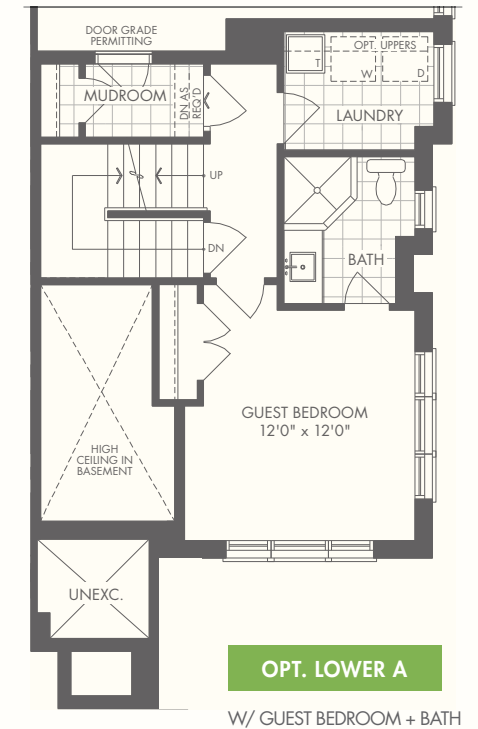 DOOR GRADE
PERMITTING
OPT. UPPERS
T
W
D
MUDROOM
DN AS
REQ'D
LAUNDRY
UP
DN
BATH
GUEST BEDROOM
12'0" x 12'0"
HIGH
CEILING IN
BASEMENT
UNEXC.
OPT. LOWER A
W/ GUEST BEDROOM + BATH